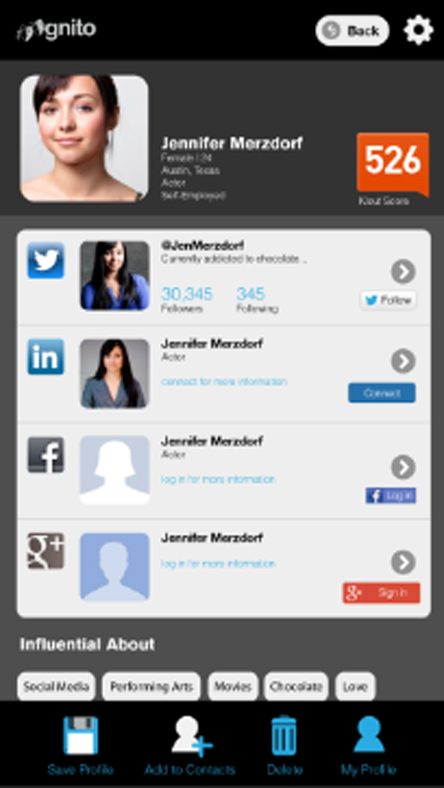 gnito
Back
Jennifer Merzdorf
Female | 24
Austin, Texas
Actor
Self-Employed
526
Klout Score
@JenMerzdorf
Currently addicted to chocolate...
30,345
345
Followers
Following
Follow
in
Jennifer Merzdorf
Actor
connect for more information
Connect
f
Jennifer Merzdorf
Actor
log in for more information
f Log in
g+
Jennifer Merzdorf
log in for more information
g+ Sign in
Influential About
Social Media
Performing Arts
Movies
Chocolate
Love
Save Profile
Add to Contacts
Delete
My Profile